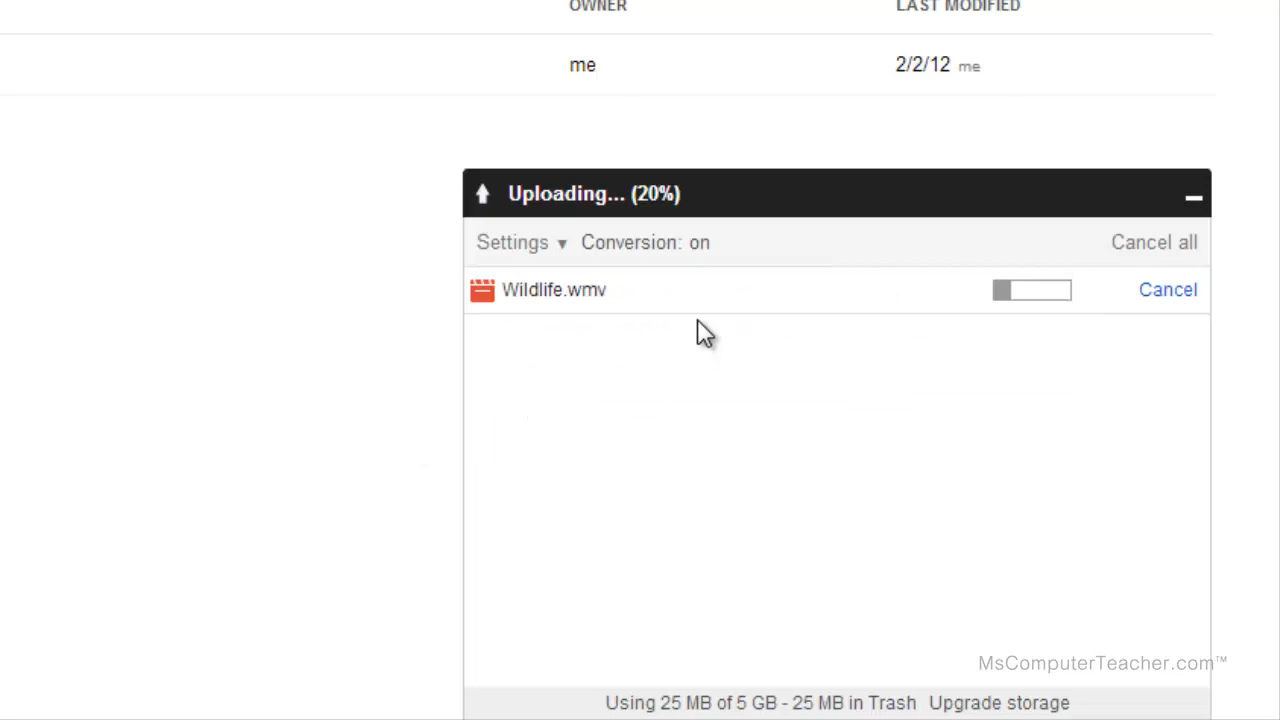 OWNER LAST MODIFIED
me 2/2/12 me
Uploading... (20%)
Settings ▾ Conversion: on Cancel all
Wildlife.wmv Cancel
MsComputerTeacher.com™
Using 25 MB of 5 GB - 25 MB in Trash Upgrade storage